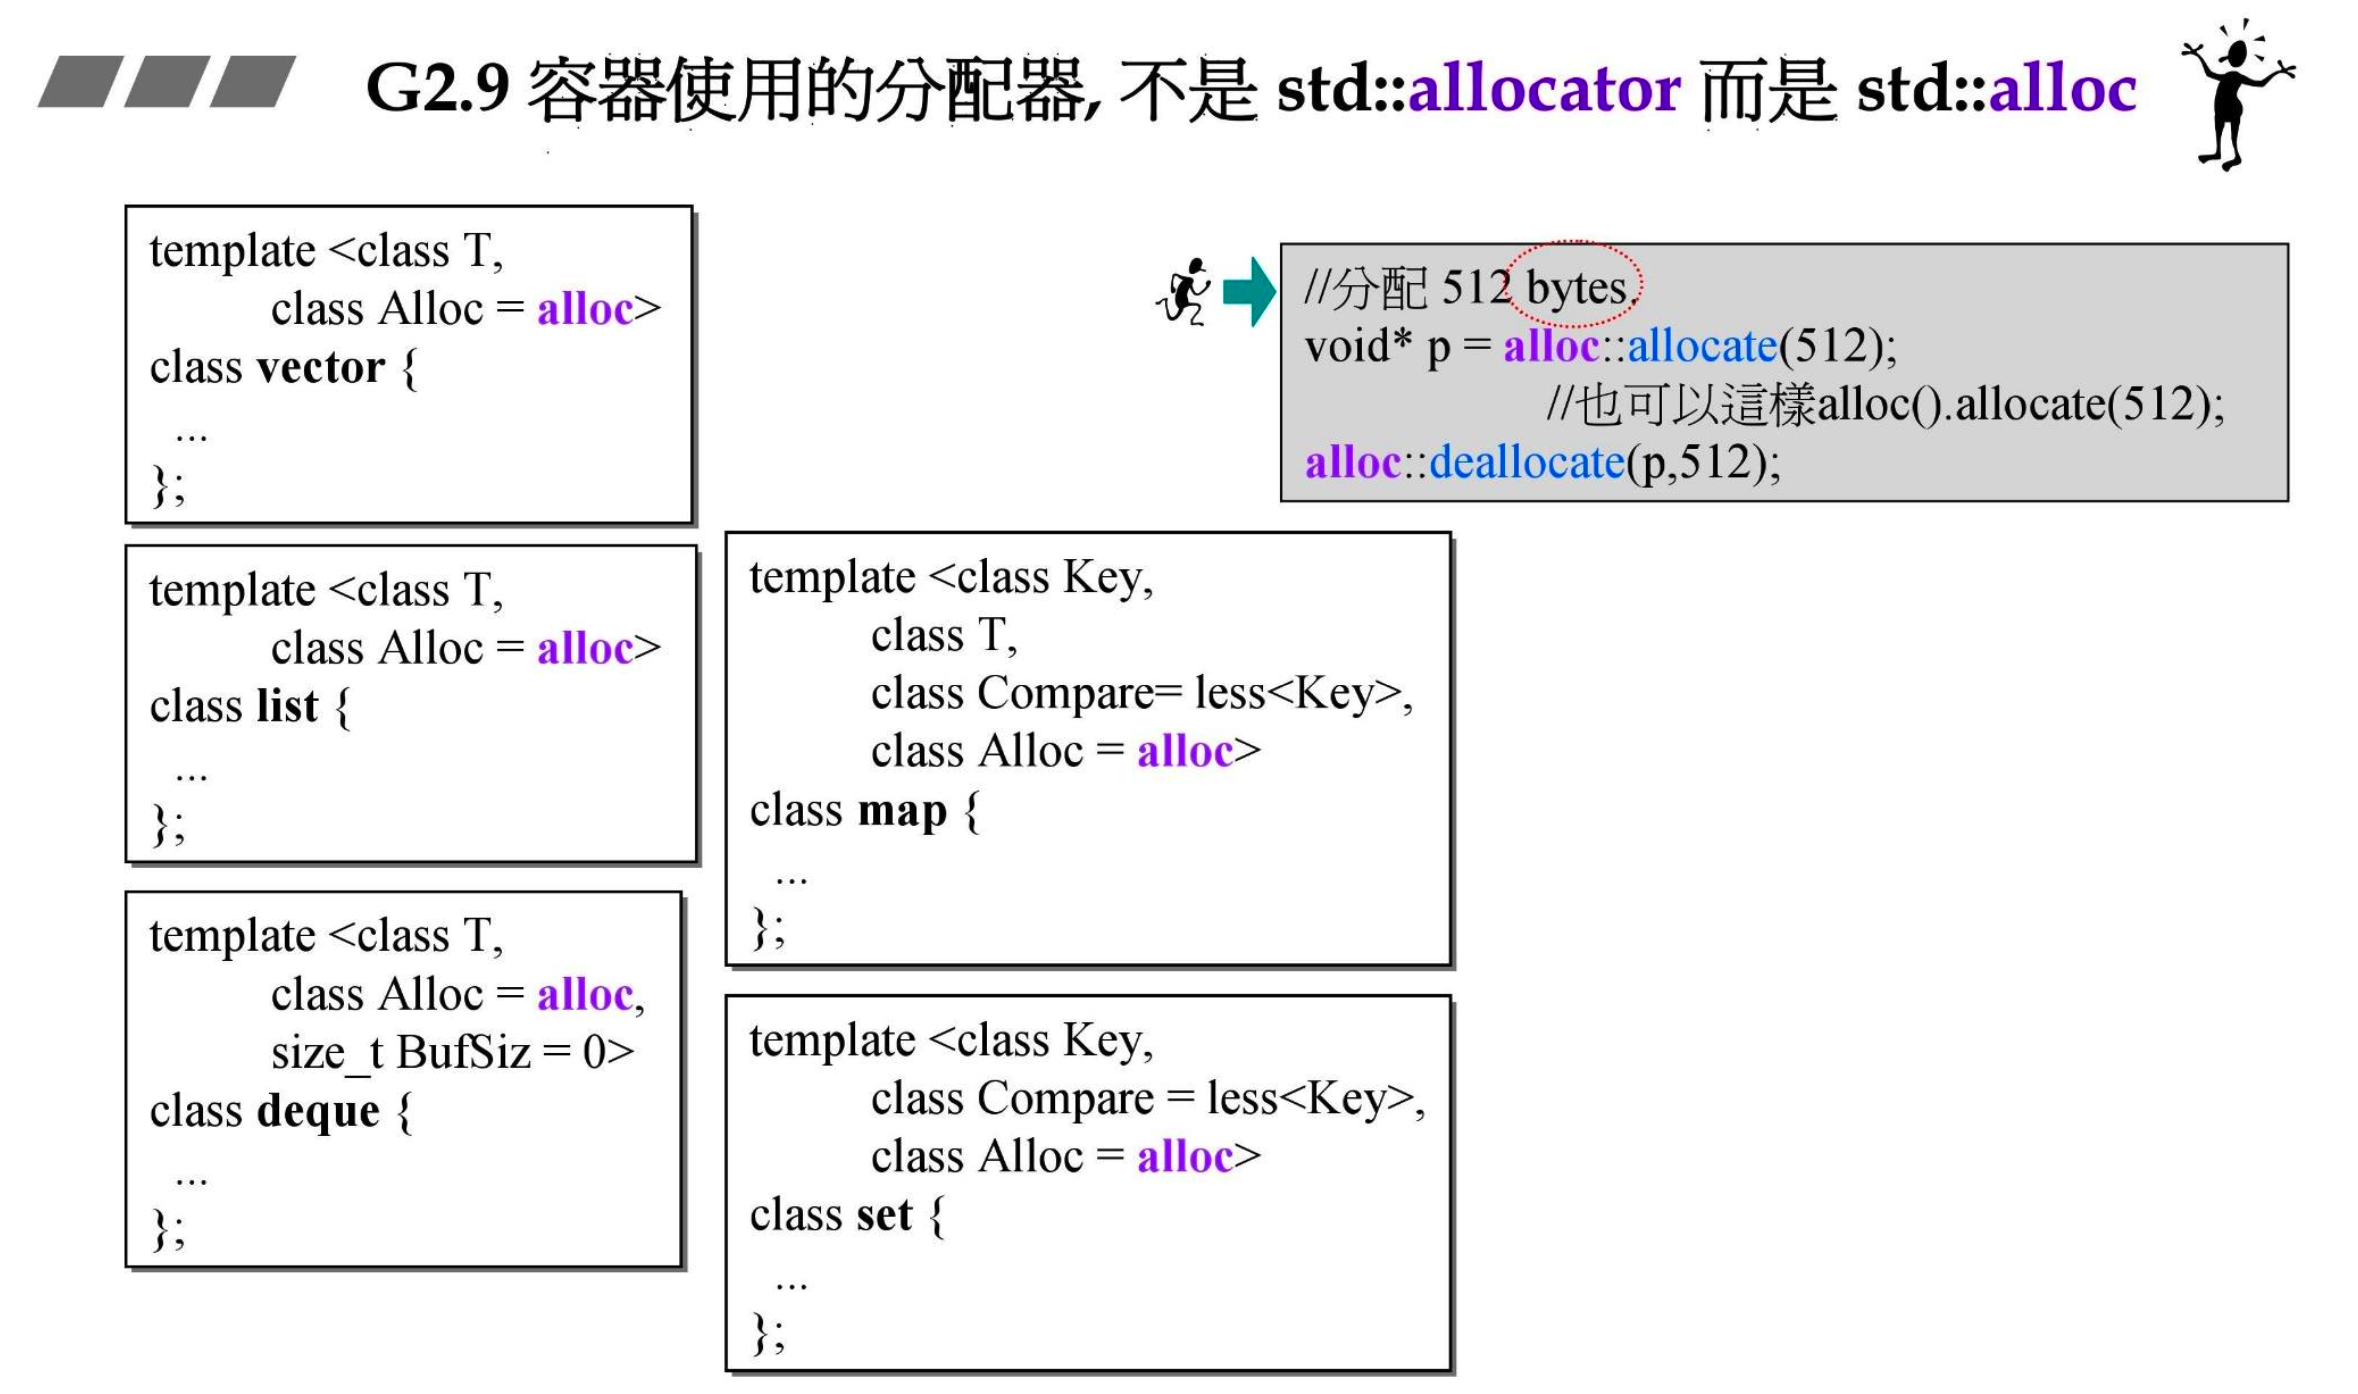 G2.9 容器使用的分配器, 不是 std::allocator 而是 std::alloc
template <class T,
class Alloc = alloc>
class vector {
...
};
template <class T,
class Alloc = alloc>
class list {
...
};
template <class T,
class Alloc = alloc,
size_t BufSiz = 0>
class deque {
...
};
//分配 512 bytes.
void* p = alloc::allocate(512);
//也可以這樣alloc().allocate(512);
alloc::deallocate(p,512);
template <class Key,
class T,
class Compare= less<Key>,
class Alloc = alloc>
class map {
...
};
template <class Key,
class Compare = less<Key>,
class Alloc = alloc>
class set {
...
};